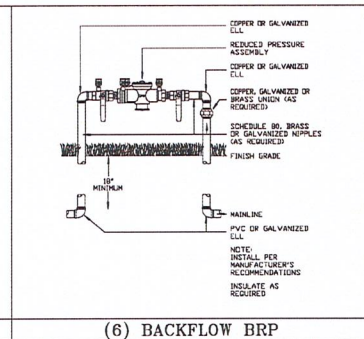 COPPER OR GALVANIZED
ELL
REDUCED PRESSURE
ASSEMBLY
COPPER OR GALVANIZED
ELL
COPPER, GALVANIZED OR
BRASS UNION (AS
REQUIRED)
SCHEDULE 80, BRASS
OR GALVANIZED NIPPLES
(AS REQUIRED)
FINISH GRADE
18"
MINIMUM
MAINLINE
PVC OR GALVANIZED
ELL
NOTE:
INSTALL PER
MANUFACTURER'S
RECOMMENDATIONS
INSULATE AS
REQUIRED
(6) BACKFLOW BRP